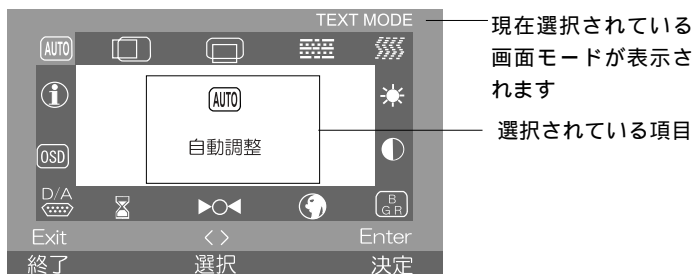 TEXT MODE
現在選択されている
画面モードが表示さ
れます
AUTO
AUTO
自動調整
選択されている項目
OSD
D/A
B
G R
Exit
< >
Enter
終了
選択
決定